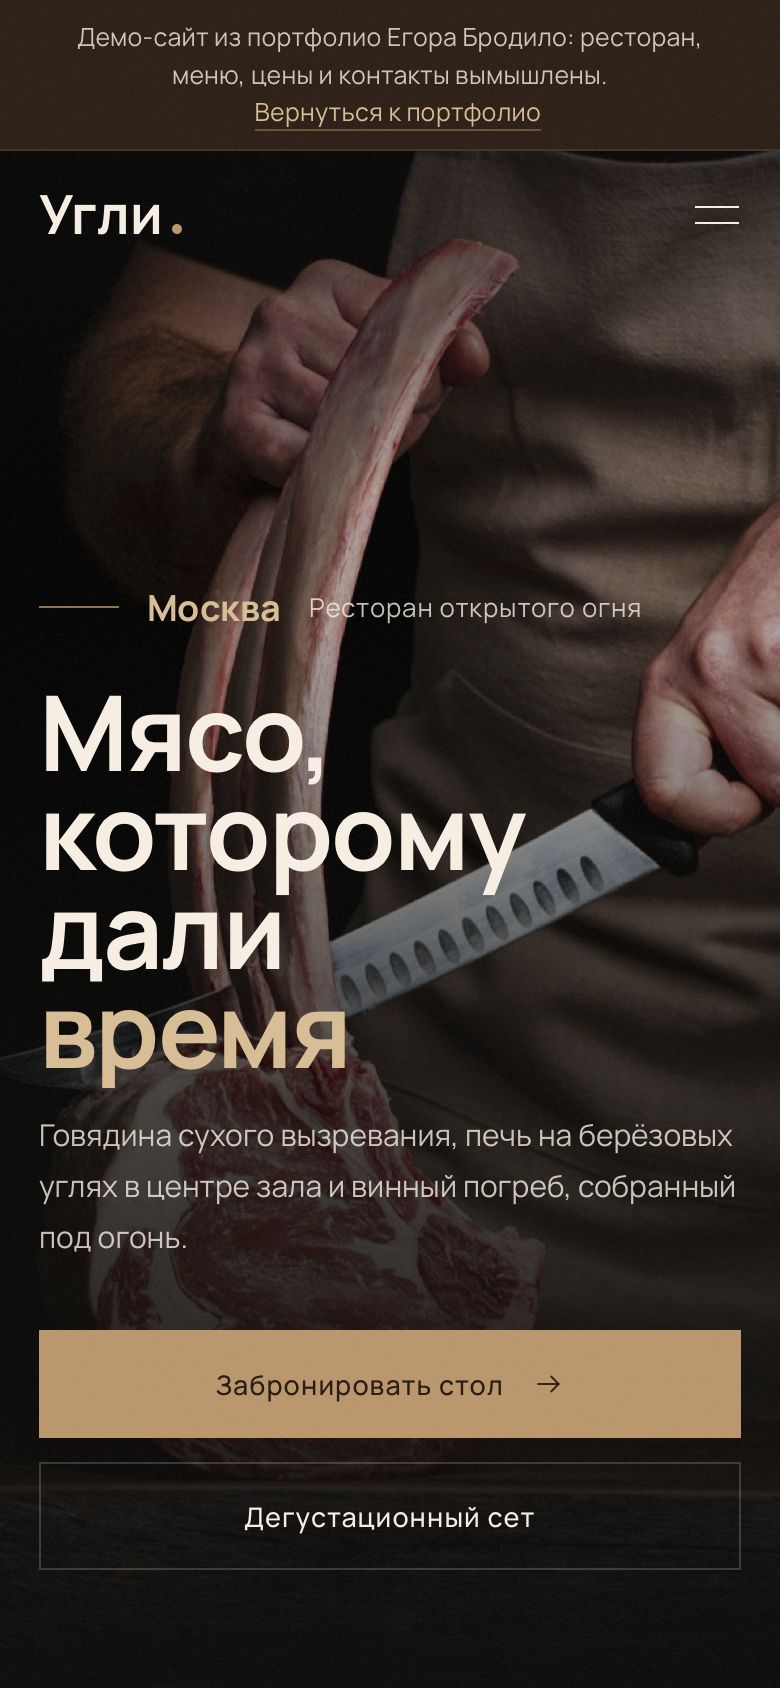 Демо-сайт из портфолио Егора Бродило: ресторан,
меню, цены и контакты вымышлены.
Вернуться к портфолио
Угли.
Москва Ресторан открытого огня
Мясо,
которому
дали
время
Говядина сухого вызревания, печь на берёзовых
углях в центре зала и винный погреб, собранный
под огонь.
Забронировать стол →
Дегустационный сет